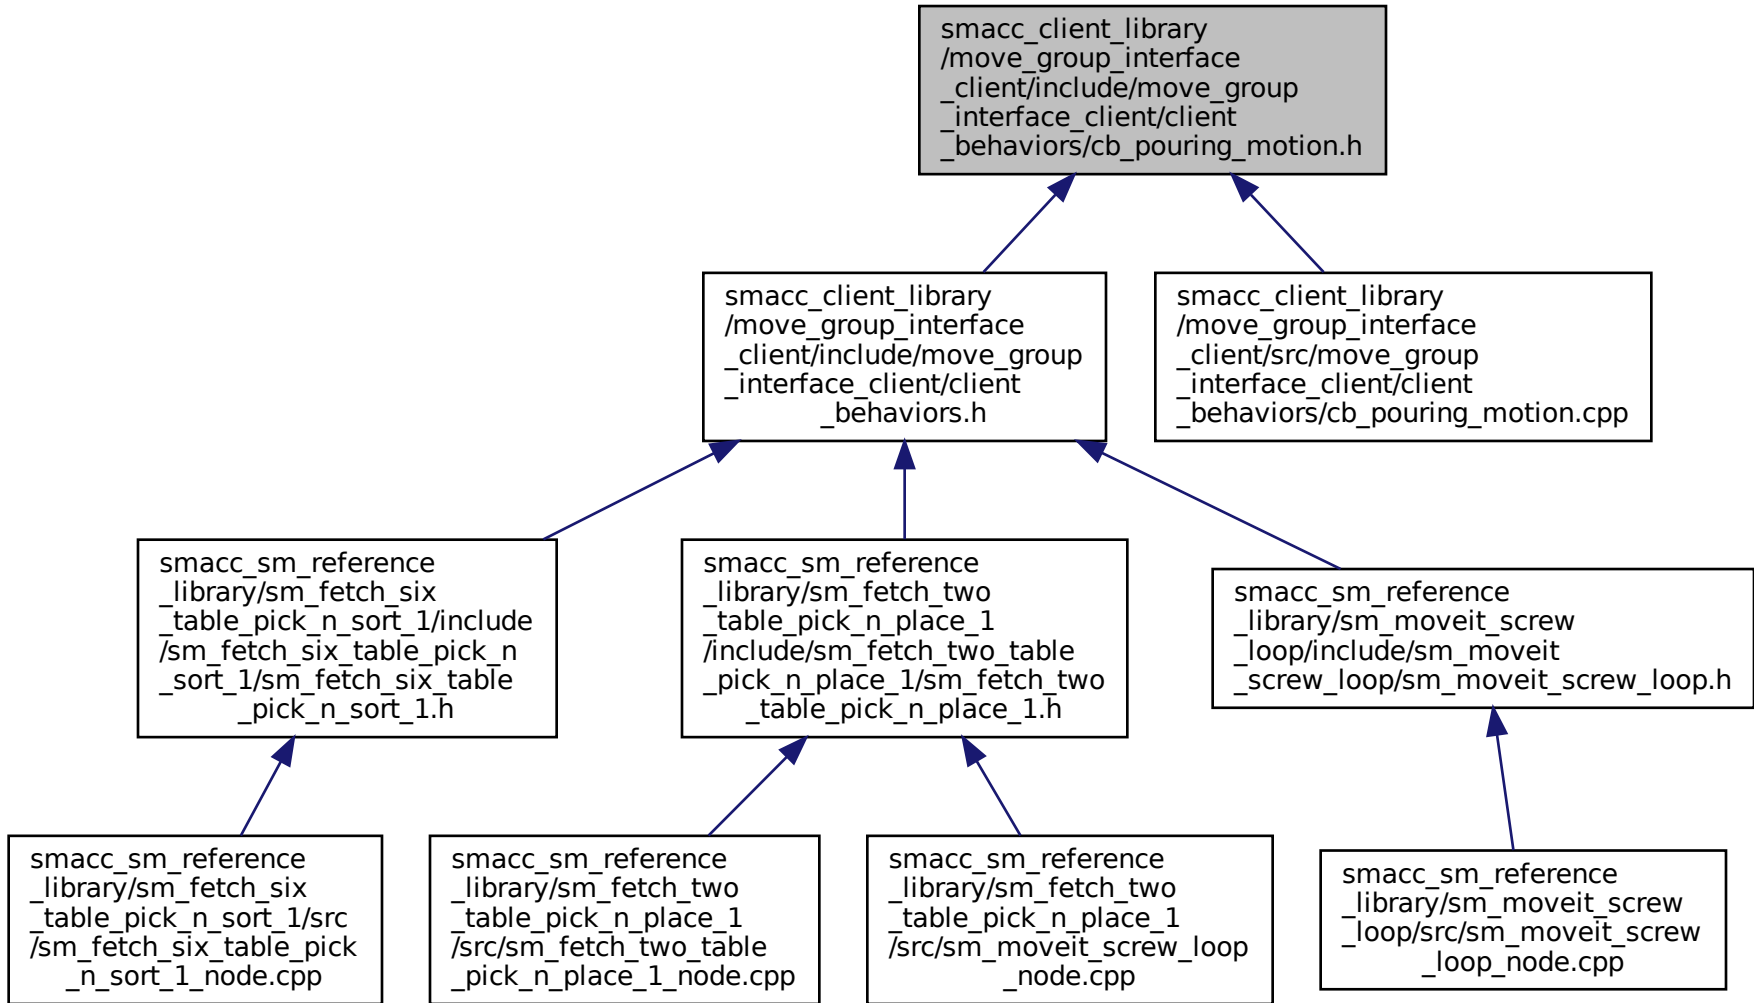 smacc_client_library
/move_group_interface
_client/include/move_group
_interface_client/client
_behaviors/cb_pouring_motion.h
smacc_client_library
/move_group_interface
_client/include/move_group
_interface_client/client
_behaviors.h
smacc_client_library
/move_group_interface
_client/src/move_group
_interface_client/client
_behaviors/cb_pouring_motion.cpp
smacc_sm_reference
_library/sm_fetch_six
_table_pick_n_sort_1/include
/sm_fetch_six_table_pick_n
_sort_1/sm_fetch_six_table
_pick_n_sort_1.h
smacc_sm_reference
_library/sm_fetch_two
_table_pick_n_place_1
/include/sm_fetch_two_table
_pick_n_place_1/sm_fetch_two
_table_pick_n_place_1.h
smacc_sm_reference
_library/sm_moveit_screw
_loop/include/sm_moveit
_screw_loop/sm_moveit_screw_loop.h
smacc_sm_reference
_library/sm_fetch_six
_table_pick_n_sort_1/src
/sm_fetch_six_table_pick
_n_sort_1_node.cpp
smacc_sm_reference
_library/sm_fetch_two
_table_pick_n_place_1
/src/sm_fetch_two_table
_pick_n_place_1_node.cpp
smacc_sm_reference
_library/sm_fetch_two
_table_pick_n_place_1
/src/sm_moveit_screw_loop
_node.cpp
smacc_sm_reference
_library/sm_moveit_screw
_loop/src/sm_moveit_screw
_loop_node.cpp